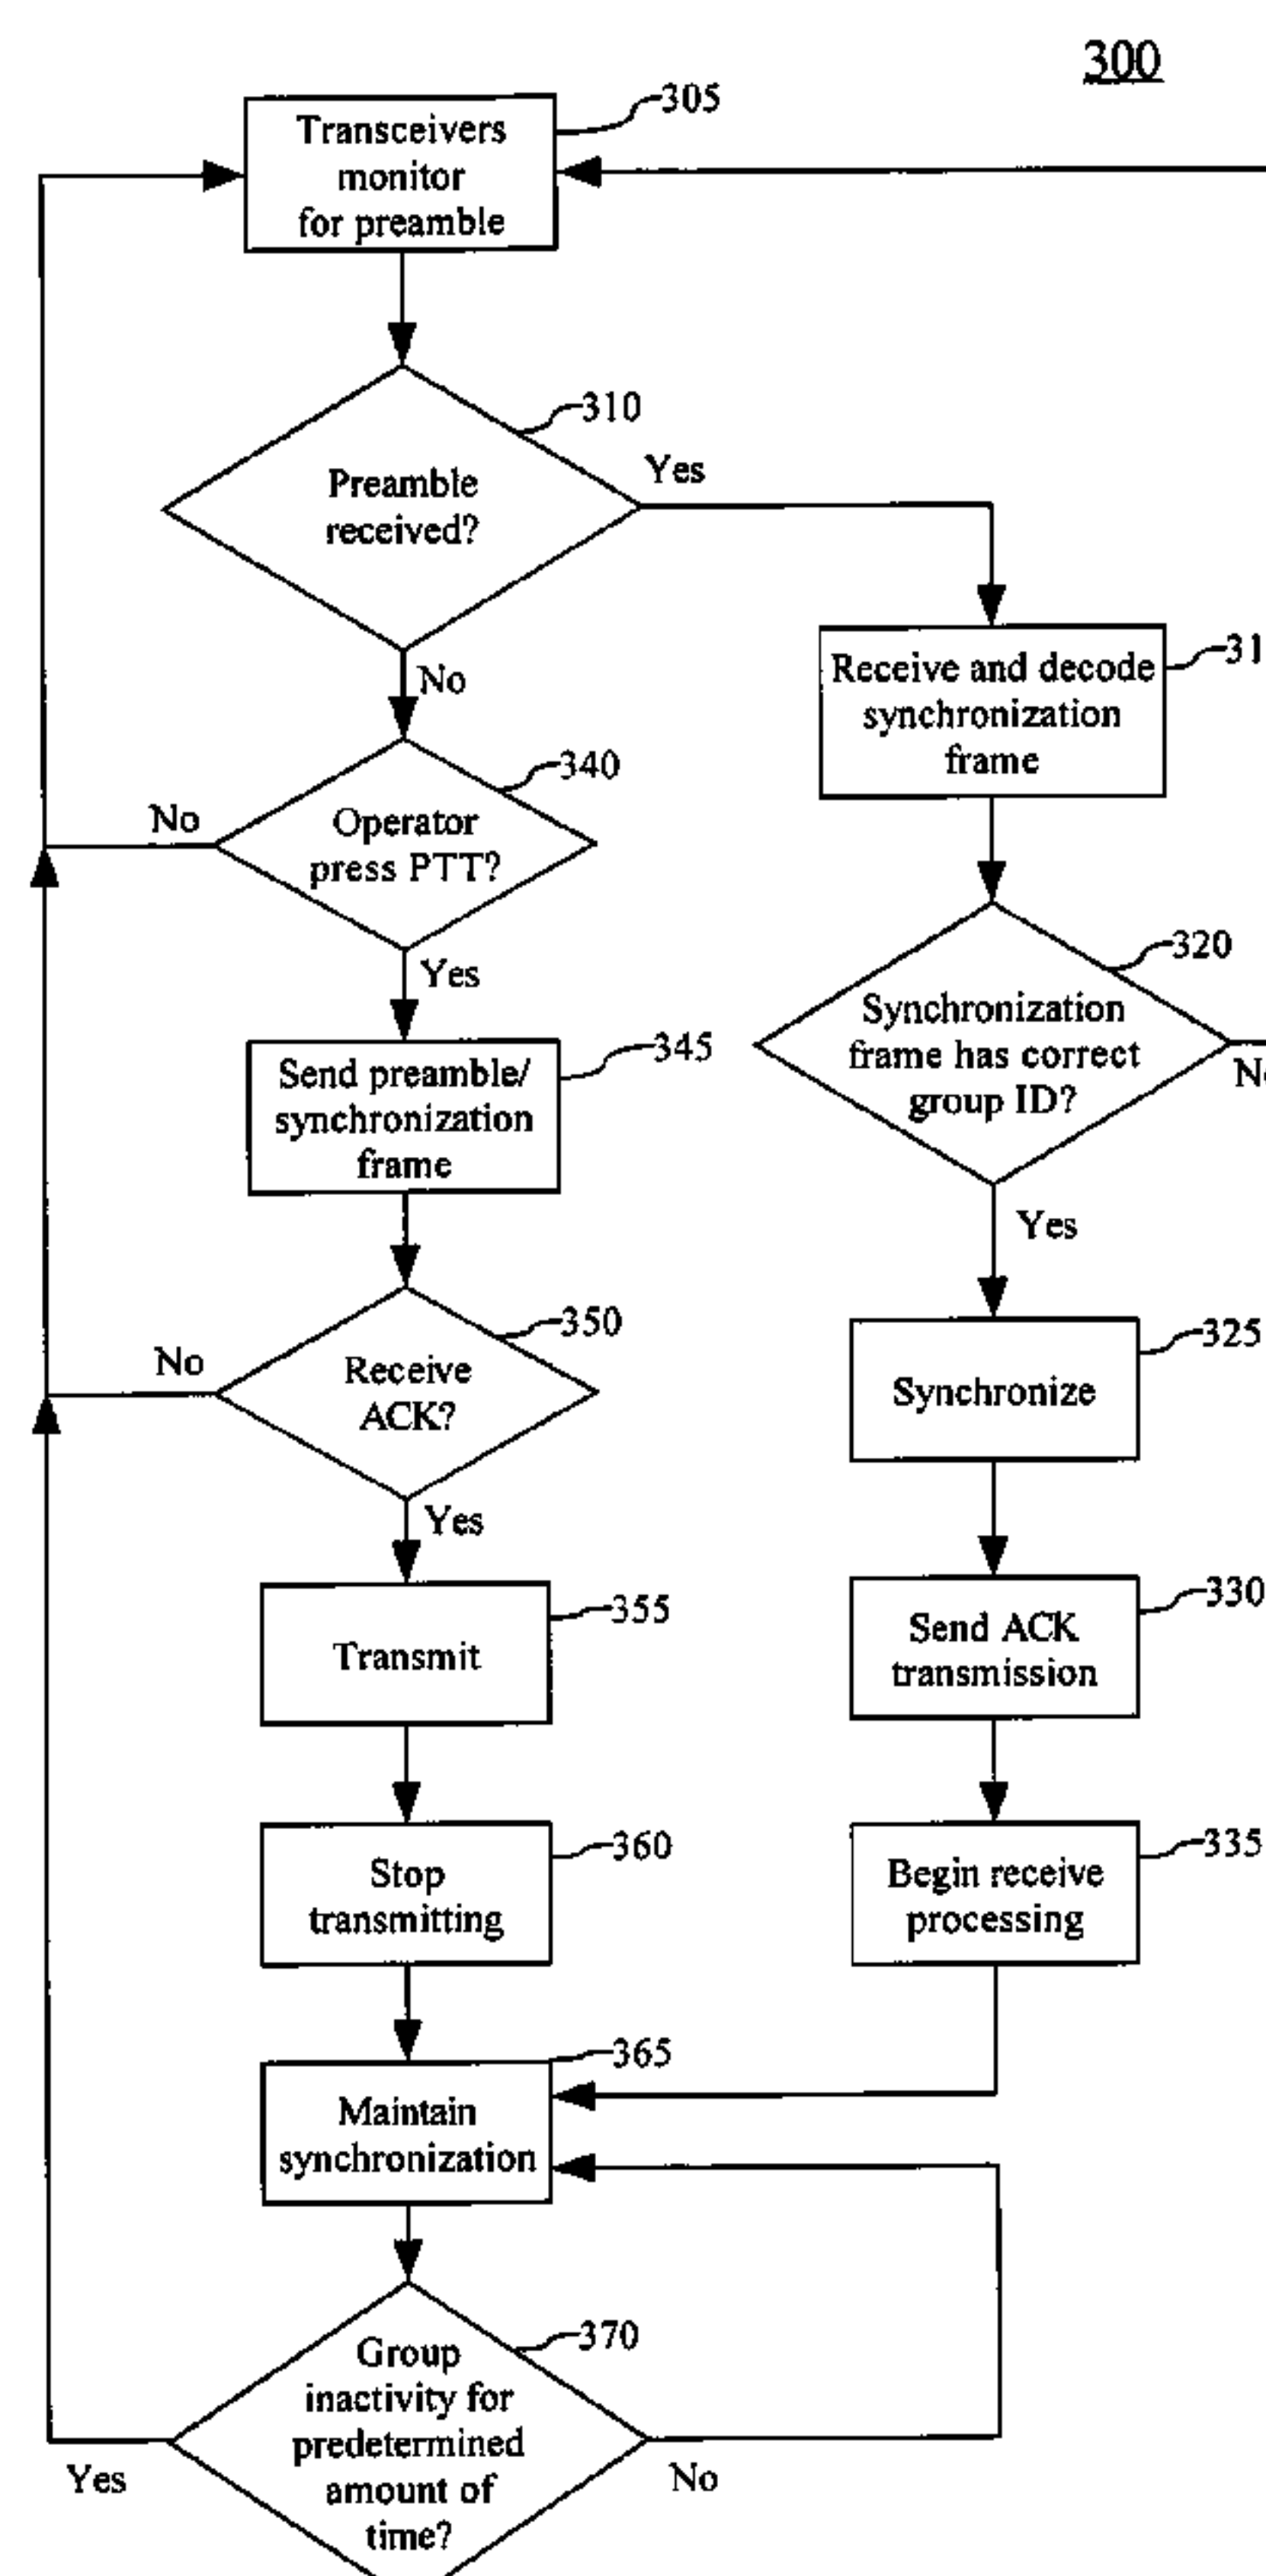 300
305
Transceivers
monitor
for preamble
310
Preamble
received?
Yes
No
31
Receive and decode
synchronization
frame
340
Operator
press PTT?
No
Yes
320
Synchronization
frame has correct
group ID?
No
Yes
345
Send preamble/
synchronization
frame
350
Receive
ACK?
No
Yes
325
Synchronize
355
Transmit
330
Send ACK
transmission
360
Stop
transmitting
335
Begin receive
processing
365
Maintain
synchronization
370
Group
inactivity for
predetermined
amount of
time?
Yes
No